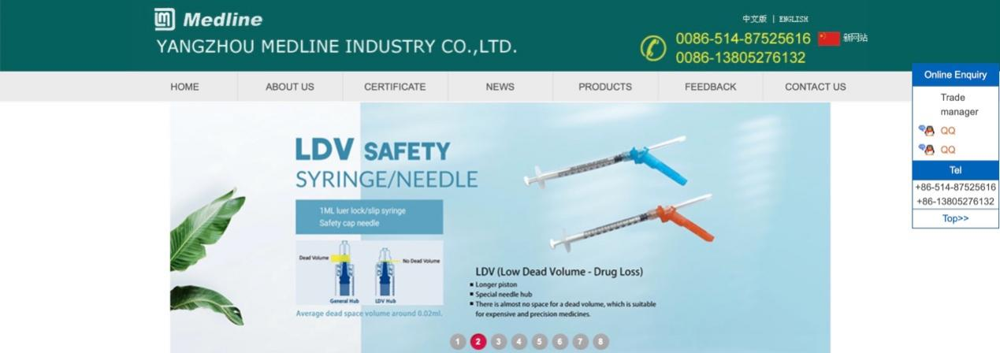 Medline
YANGZHOU MEDLINE INDUSTRY CO.,LTD.
中文版 | ENGLISH
0086-514-87525616
新网站
0086-13805276132
HOME
ABOUT US
CERTIFICATE
NEWS
PRODUCTS
FEEDBACK
CONTACT US
Online Enquiry
Trade
manager
QQ
QQ
Tel
+86-514-87525616
+86-13805276132
Top>>
LDV SAFETY
SYRINGE/NEEDLE
1ML luer lock/slip syringe
Safety cap needle
Dead Volume
No Dead Volume
General Hub
LDV Hub
Average dead space volume around 0.02ml.
LDV (Low Dead Volume - Drug Loss)
■ Longer piston
■ Special needle hub
■ There is almost no space for a dead volume, which is suitable
for expensive and precision medicines.
1 2 3 4 5 6 7 8